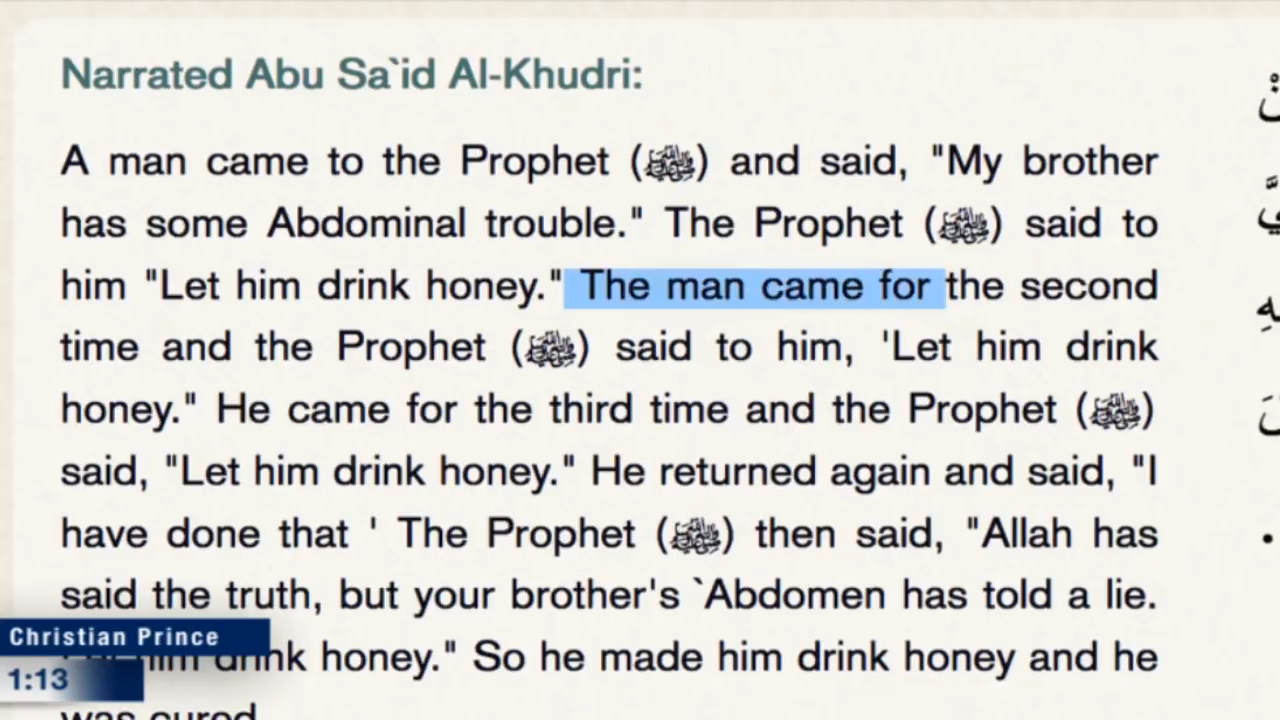 Narrated Abu Sa`id Al-Khudri:
A man came to the Prophet (ﷺ) and said, "My brother
has some Abdominal trouble." The Prophet (ﷺ) said to
him "Let him drink honey." The man came for the second
time and the Prophet (ﷺ) said to him, 'Let him drink
honey." He came for the third time and the Prophet (ﷺ)
said, "Let him drink honey." He returned again and said, "I
have done that ' The Prophet (ﷺ) then said, "Allah has
said the truth, but your brother's `Abdomen has told a lie.
Christian Prince
him drink honey." So he made him drink honey and he
1:13
was cured